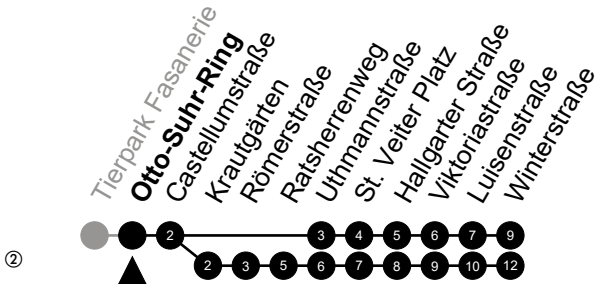 Tierpark Fasanerie
Otto-Suhr-Ring
Castellumstraße
Krautgärten
Römerstraße
Ratsherrenweg
Uthmannstraße
St. Veiter Platz
Hallgarter Straße
Viktoriastraße
Luisenstraße
Winterstraße
2 3 4 5 6 7 9
② 2 3 5 6 7 8 9 10 12